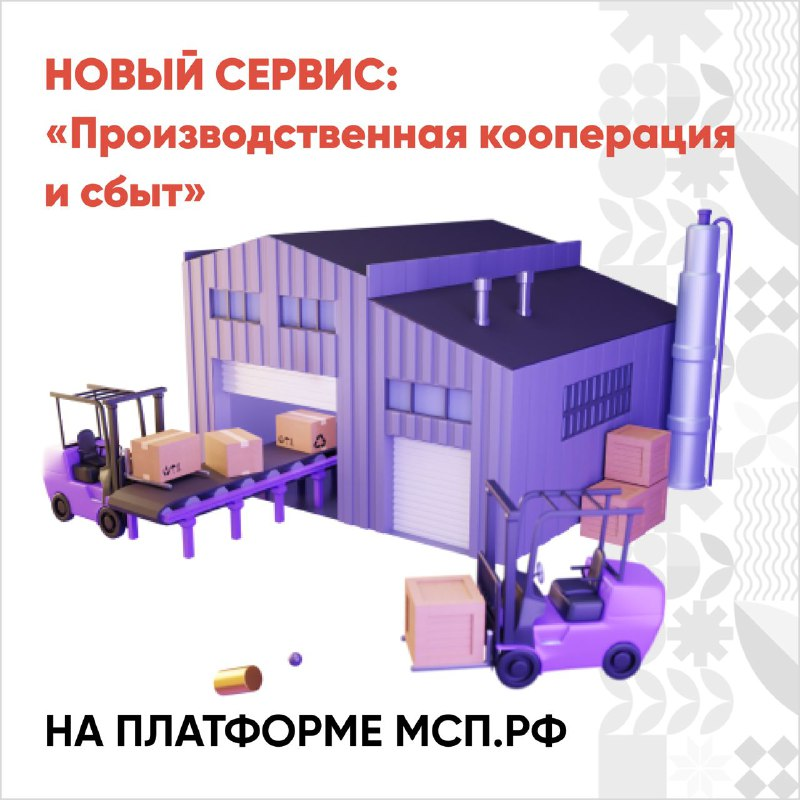 НОВЫЙ СЕРВИС:
«Производственная кооперация
и сбыт»
НА ПЛАТФОРМЕ МСП.РФ